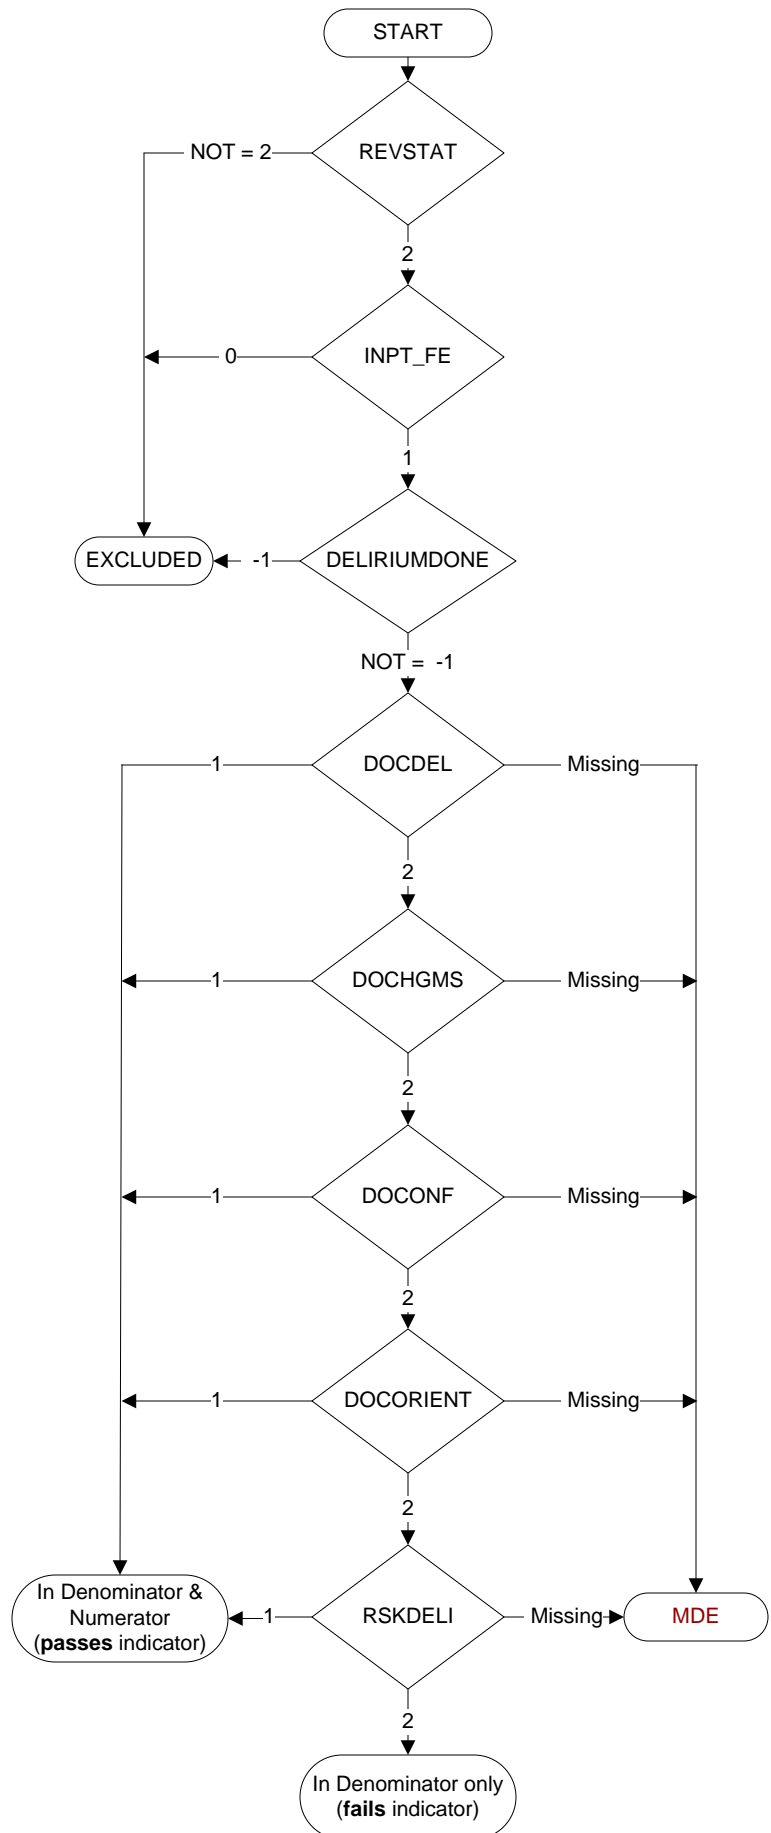 START
REVSTAT
NOT = 2
2
INPT_FE
0
1
DELIRIUMDONE
-1
EXCLUDED
NOT = -1
DOCDEL
1
Missing
2
DOCHGMS
1
Missing
2
DOCONF
1
Missing
2
DOCORIENT
1
Missing
2
In Denominator &
Numerator
(passes indicator)
1
RSKDELI
Missing
MDE
2
In Denominator only
(fails indicator)